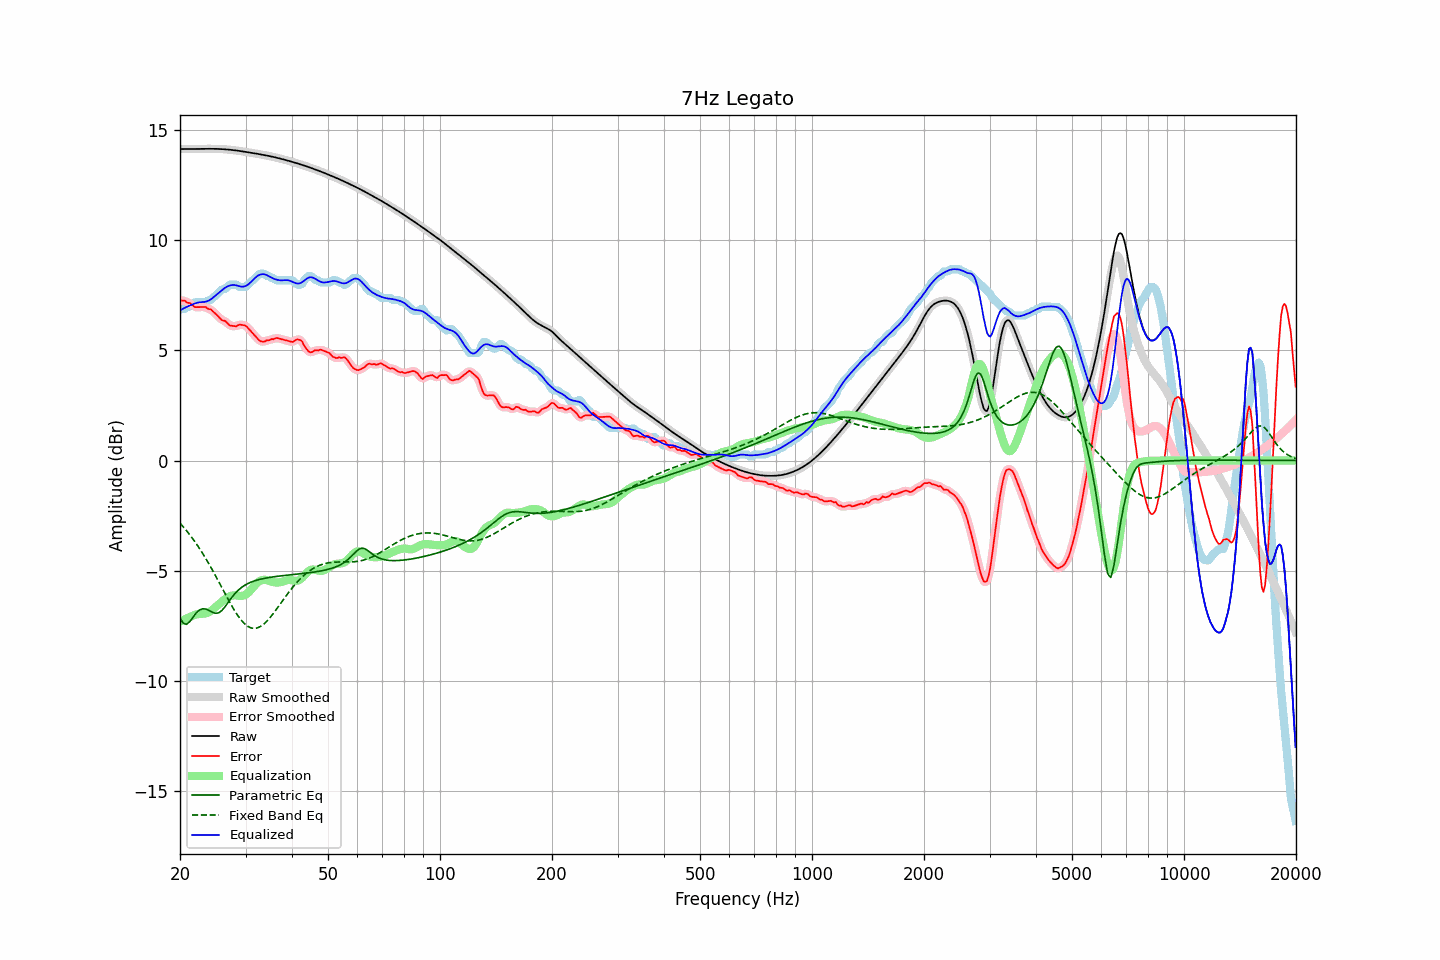 7Hz Legato
Amplitude (dBr)
15
10
5
0
−5
−10
−15
Target
Raw Smoothed
Error Smoothed
Raw
Error
Equalization
Parametric Eq
Fixed Band Eq
Equalized
20 50 100 200 500 1000 2000 5000 10000 20000
Frequency (Hz)